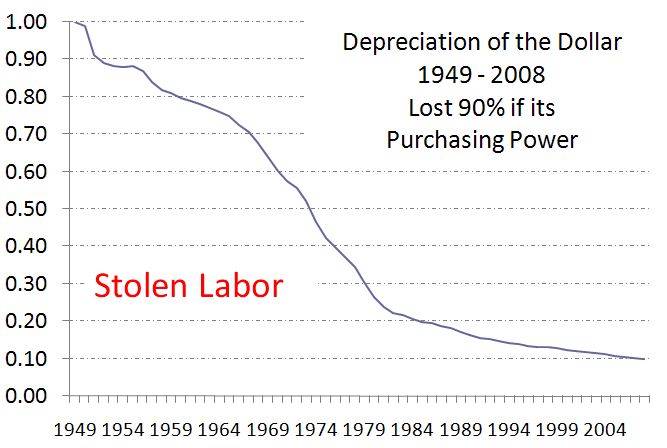 1.00
0.90
0.80
0.70
0.60
0.50
0.40
0.30
0.20
0.10
0.00
Depreciation of the Dollar
1949 - 2008
Lost 90% if its
Purchasing Power
Stolen Labor
1949 1954 1959 1964 1969 1974 1979 1984 1989 1994 1999 2004